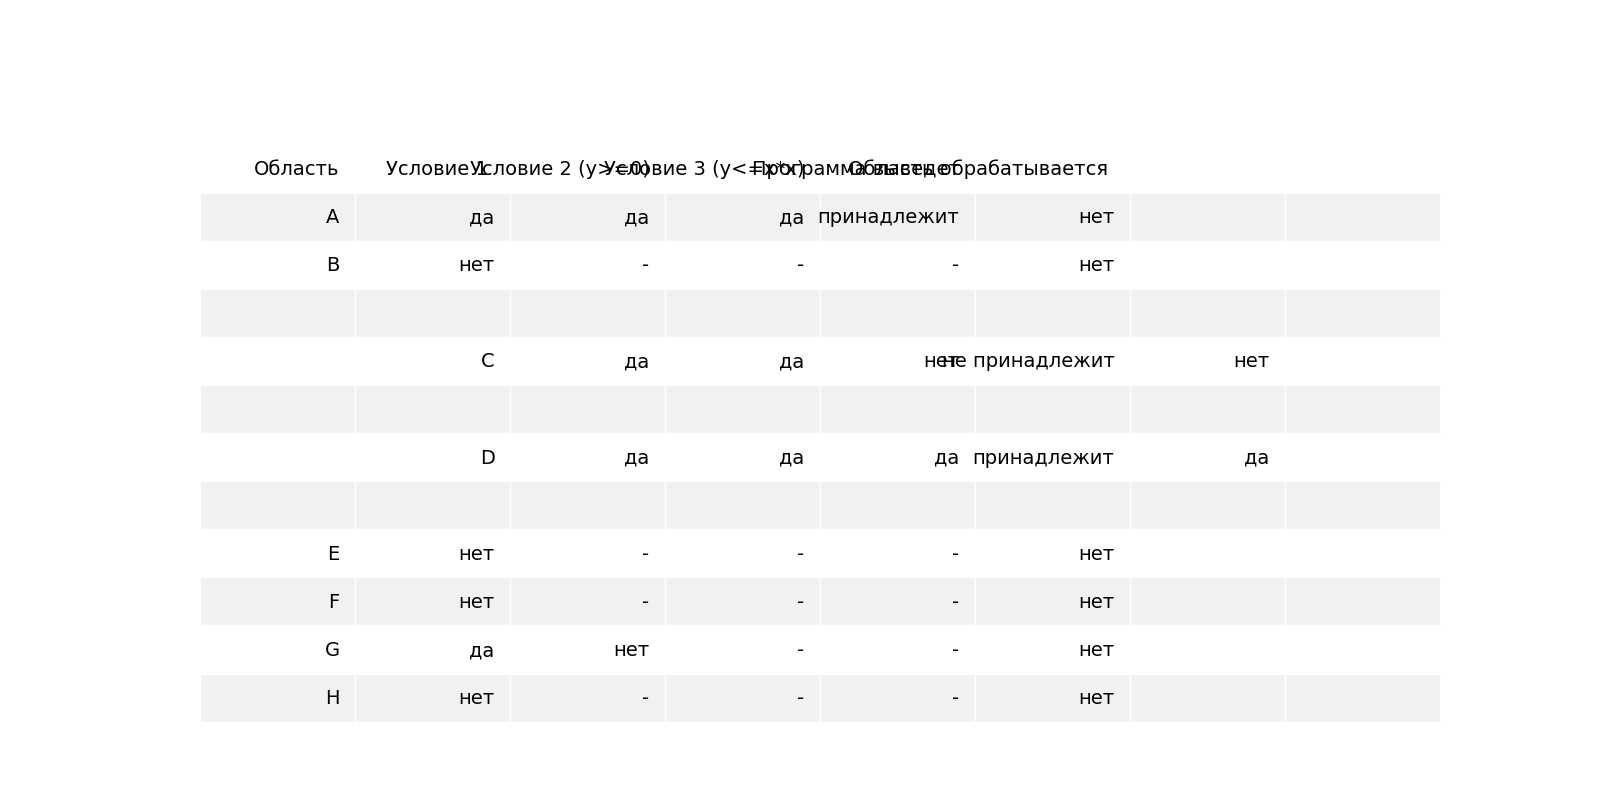 Область Условие 1 Условие 2 (y>=0) Условие 3 (y<=x*x) Программа выведет Область обрабатывается
A да да да принадлежит нет
B нет - - - нет
C да да нет не принадлежит нет
D да да да принадлежит да
E нет - - - нет
F нет - - - нет
G да нет - - нет
H нет - - - нет